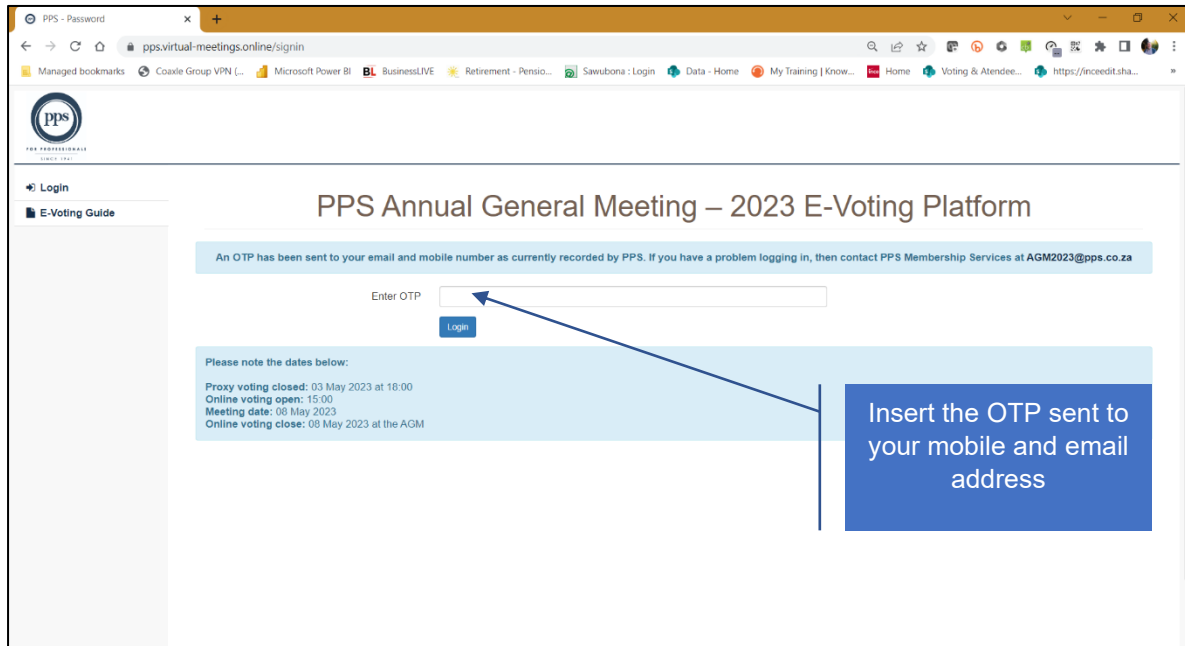 PPS - Password
pps.virtual-meetings.online/signin
Managed bookmarks Coaxle Group VPN (... Microsoft Power BI BL BusinessLIVE Retirement - Pensio... Sawubona : Login Data - Home My Training | Know... Home Voting & Atendee... https://inceedit.sha... »
pps
FOR PROFESSIONALS
SINCE 1941
Login
E-Voting Guide
PPS Annual General Meeting – 2023 E-Voting Platform
An OTP has been sent to your email and mobile number as currently recorded by PPS. If you have a problem logging in, then contact PPS Membership Services at AGM2023@pps.co.za
Enter OTP
Login
Please note the dates below:
Proxy voting closed: 03 May 2023 at 18:00
Online voting open: 15:00
Meeting date: 08 May 2023
Online voting close: 08 May 2023 at the AGM
Insert the OTP sent to
your mobile and email
address